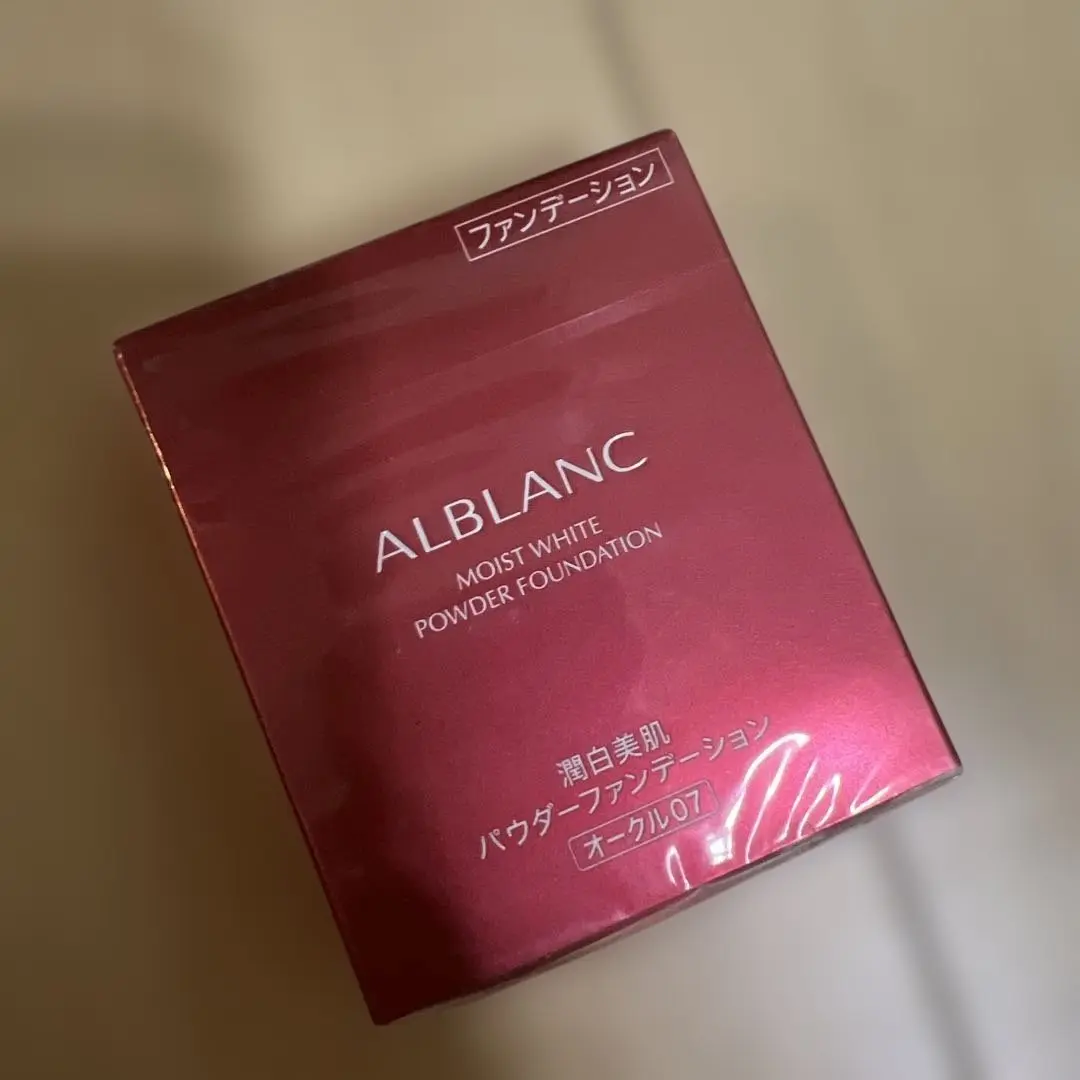 ファンデーション
ALBLANC
MOIST WHITE
POWDER FOUNDATION
潤白美肌
パウダーファンデーション
オークル07